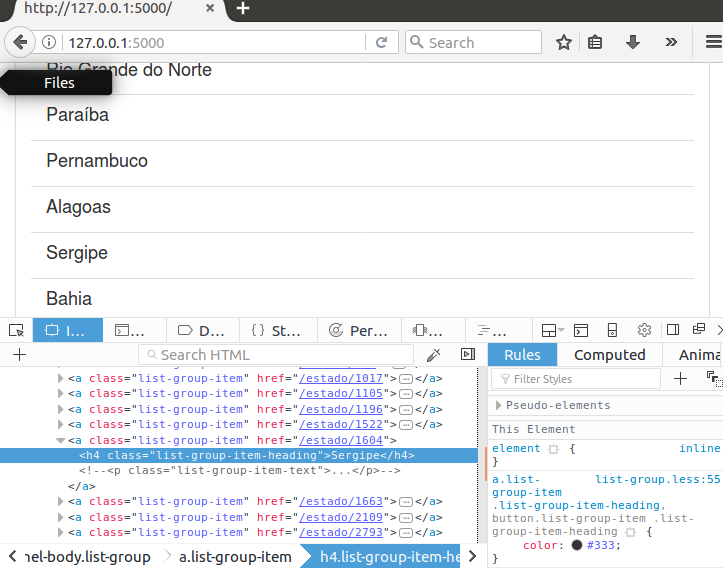 http://127.0.0.1:5000/ × +
127.0.0.1:5000
Search
Rio Grande do Norte
Files
Paraíba
Pernambuco
Alagoas
Sergipe
Bahia
I... ... D... { } St... Per... ... ...
+ Search HTML
Rules Computed Anima
<a class="list-group-item" href="/estado/1017"></a>
<a class="list-group-item" href="/estado/1105"></a>
<a class="list-group-item" href="/estado/1196"></a>
<a class="list-group-item" href="/estado/1522"></a>
<a class="list-group-item" href="/estado/1604">
<h4 class="list-group-item-heading">Sergipe</h4>
<!--<p class="list-group-item-text">...</p>-->
</a>
<a class="list-group-item" href="/estado/1663"></a>
<a class="list-group-item" href="/estado/2109"></a>
<a class="list-group-item" href="/estado/2793"></a>
nel-body.list-group a.list-group-item h4.list-group-item-he
Filter Styles +
Pseudo-elements
This Element
element { inline
}
a.list- list-group.less:55
group-item
.list-group-item-heading,
button.list-group-item .list-
group-item-heading {
color: #333;
}